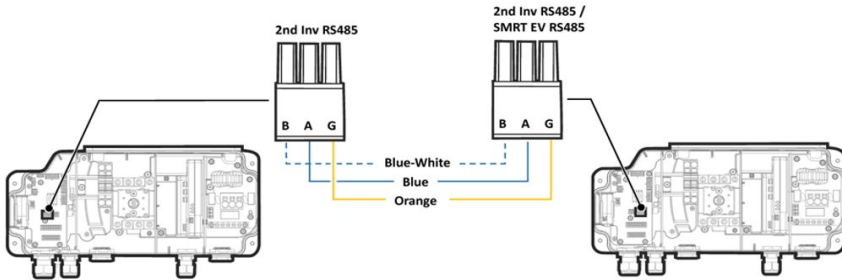 2nd Inv RS485
2nd Inv RS485 /
SMRT EV RS485
B A G
B A G
Blue-White
Blue
Orange